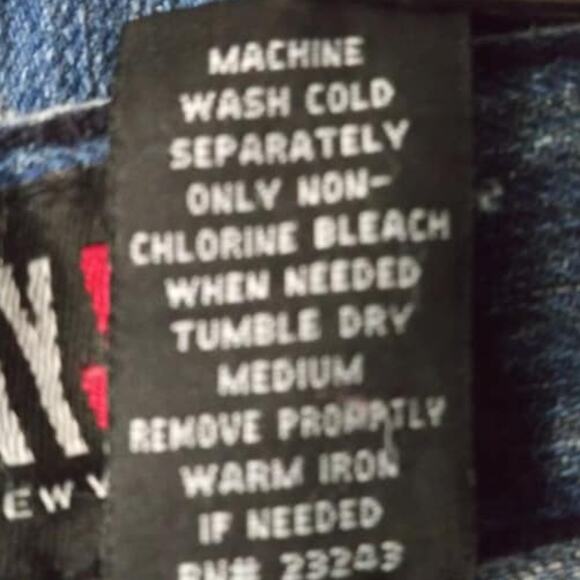 MACHINE
WASH COLD
SEPARATELY
ONLY NON-
CHLORINE BLEACH
WHEN NEEDED
TUMBLE DRY
MEDIUM
REMOVE PROMPTLY
WARM IRON
IF NEEDED
RN# 23243
EWY